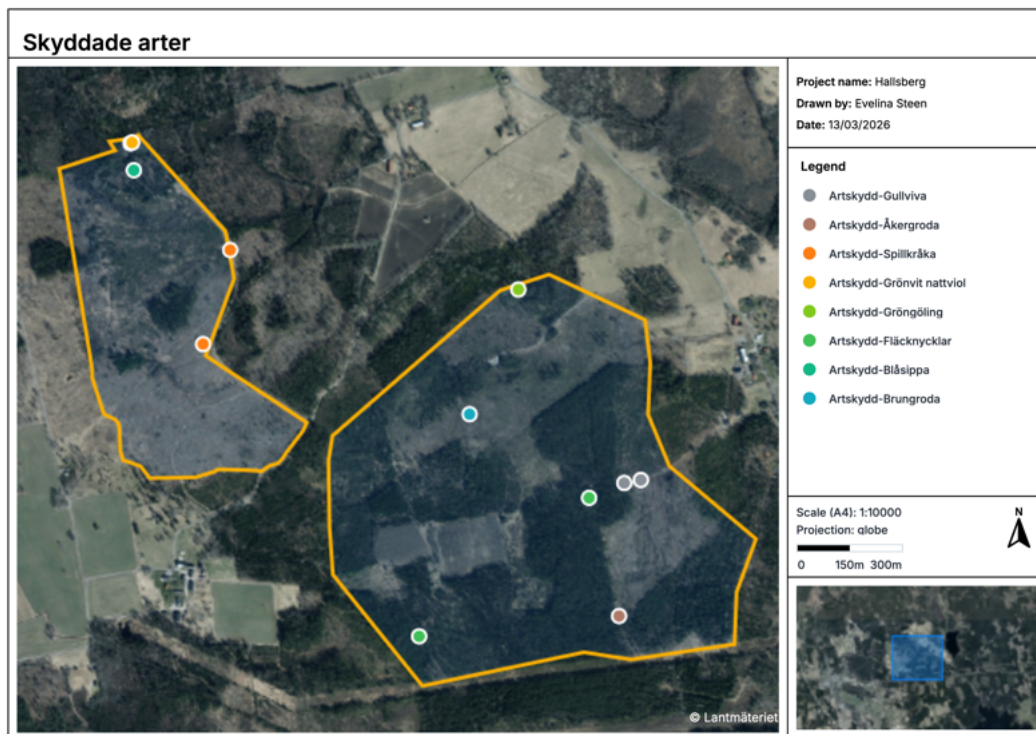 Skyddade arter
© Lantmäteriet
Project name: Hallsberg
Drawn by: Evelina Steen
Date: 13/03/2026
Legend
Artskydd-Gullviva
Artskydd-Åkergroda
Artskydd-Spillkråka
Artskydd-Grönvit nattviol
Artskydd-Gröngöling
Artskydd-Fläcknycklar
Artskydd-Blåsippa
Artskydd-Brungroda
Scale (A4): 1:10000
Projection: globe
0 150m 300m
N